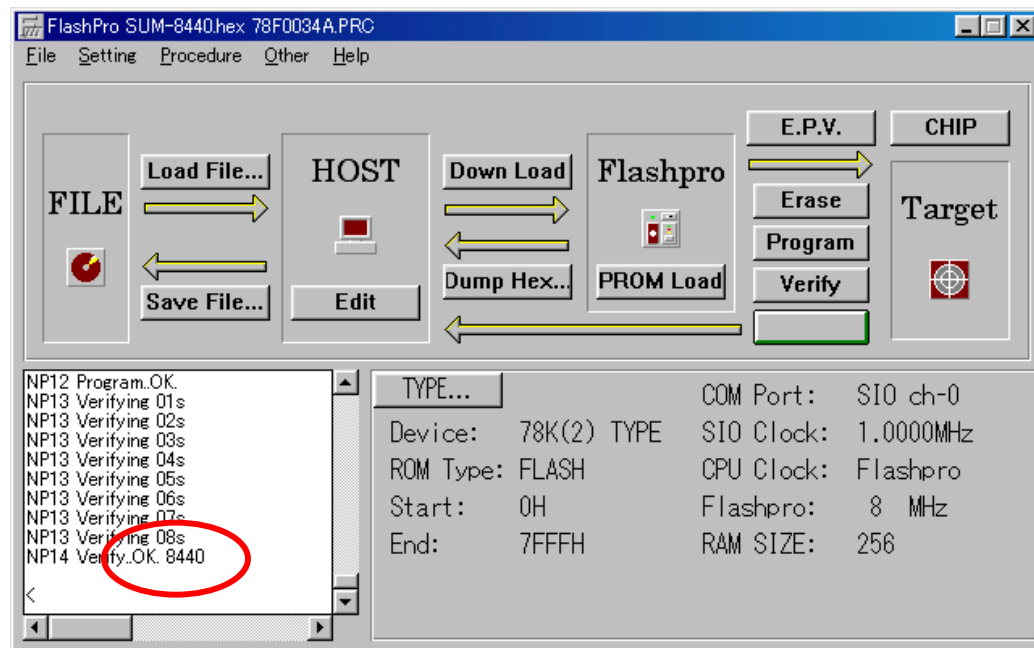 FlashPro SUM-8440.hex 78F0034A.PRC
File Setting Procedure Other Help
E.P.V. CHIP
Load File... HOST Down Load Flashpro
FILE Erase Target
Program
Save File... Edit Dump Hex... PROM Load Verify
NP12 Program..OK.
NP13 Verifying 01s
NP13 Verifying 02s
NP13 Verifying 03s
NP13 Verifying 04s
NP13 Verifying 05s
NP13 Verifying 06s
NP13 Verifying 07s
NP13 Verifying 08s
NP14 Verify..OK. 8440
<
TYPE... COM Port: SIO ch-0
Device: 78K(2) TYPE SIO Clock: 1.0000MHz
ROM Type: FLASH CPU Clock: Flashpro
Start: 0H Flashpro: 8 MHz
End: 7FFFH RAM SIZE: 256